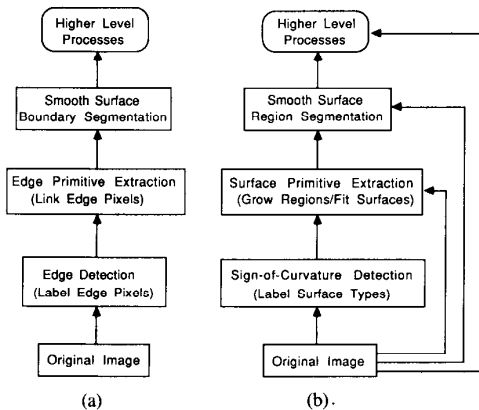 Higher Level
Processes
Smooth Surface
Boundary Segmentation
Edge Primitive Extraction
(Link Edge Pixels)
Edge Detection
(Label Edge Pixels)
Original Image
(a)
Higher Level
Processes
Smooth Surface
Region Segmentation
Surface Primitive Extraction
(Grow Regions/Fit Surfaces)
Sign-of-Curvature Detection
(Label Surface Types)
Original Image
(b).